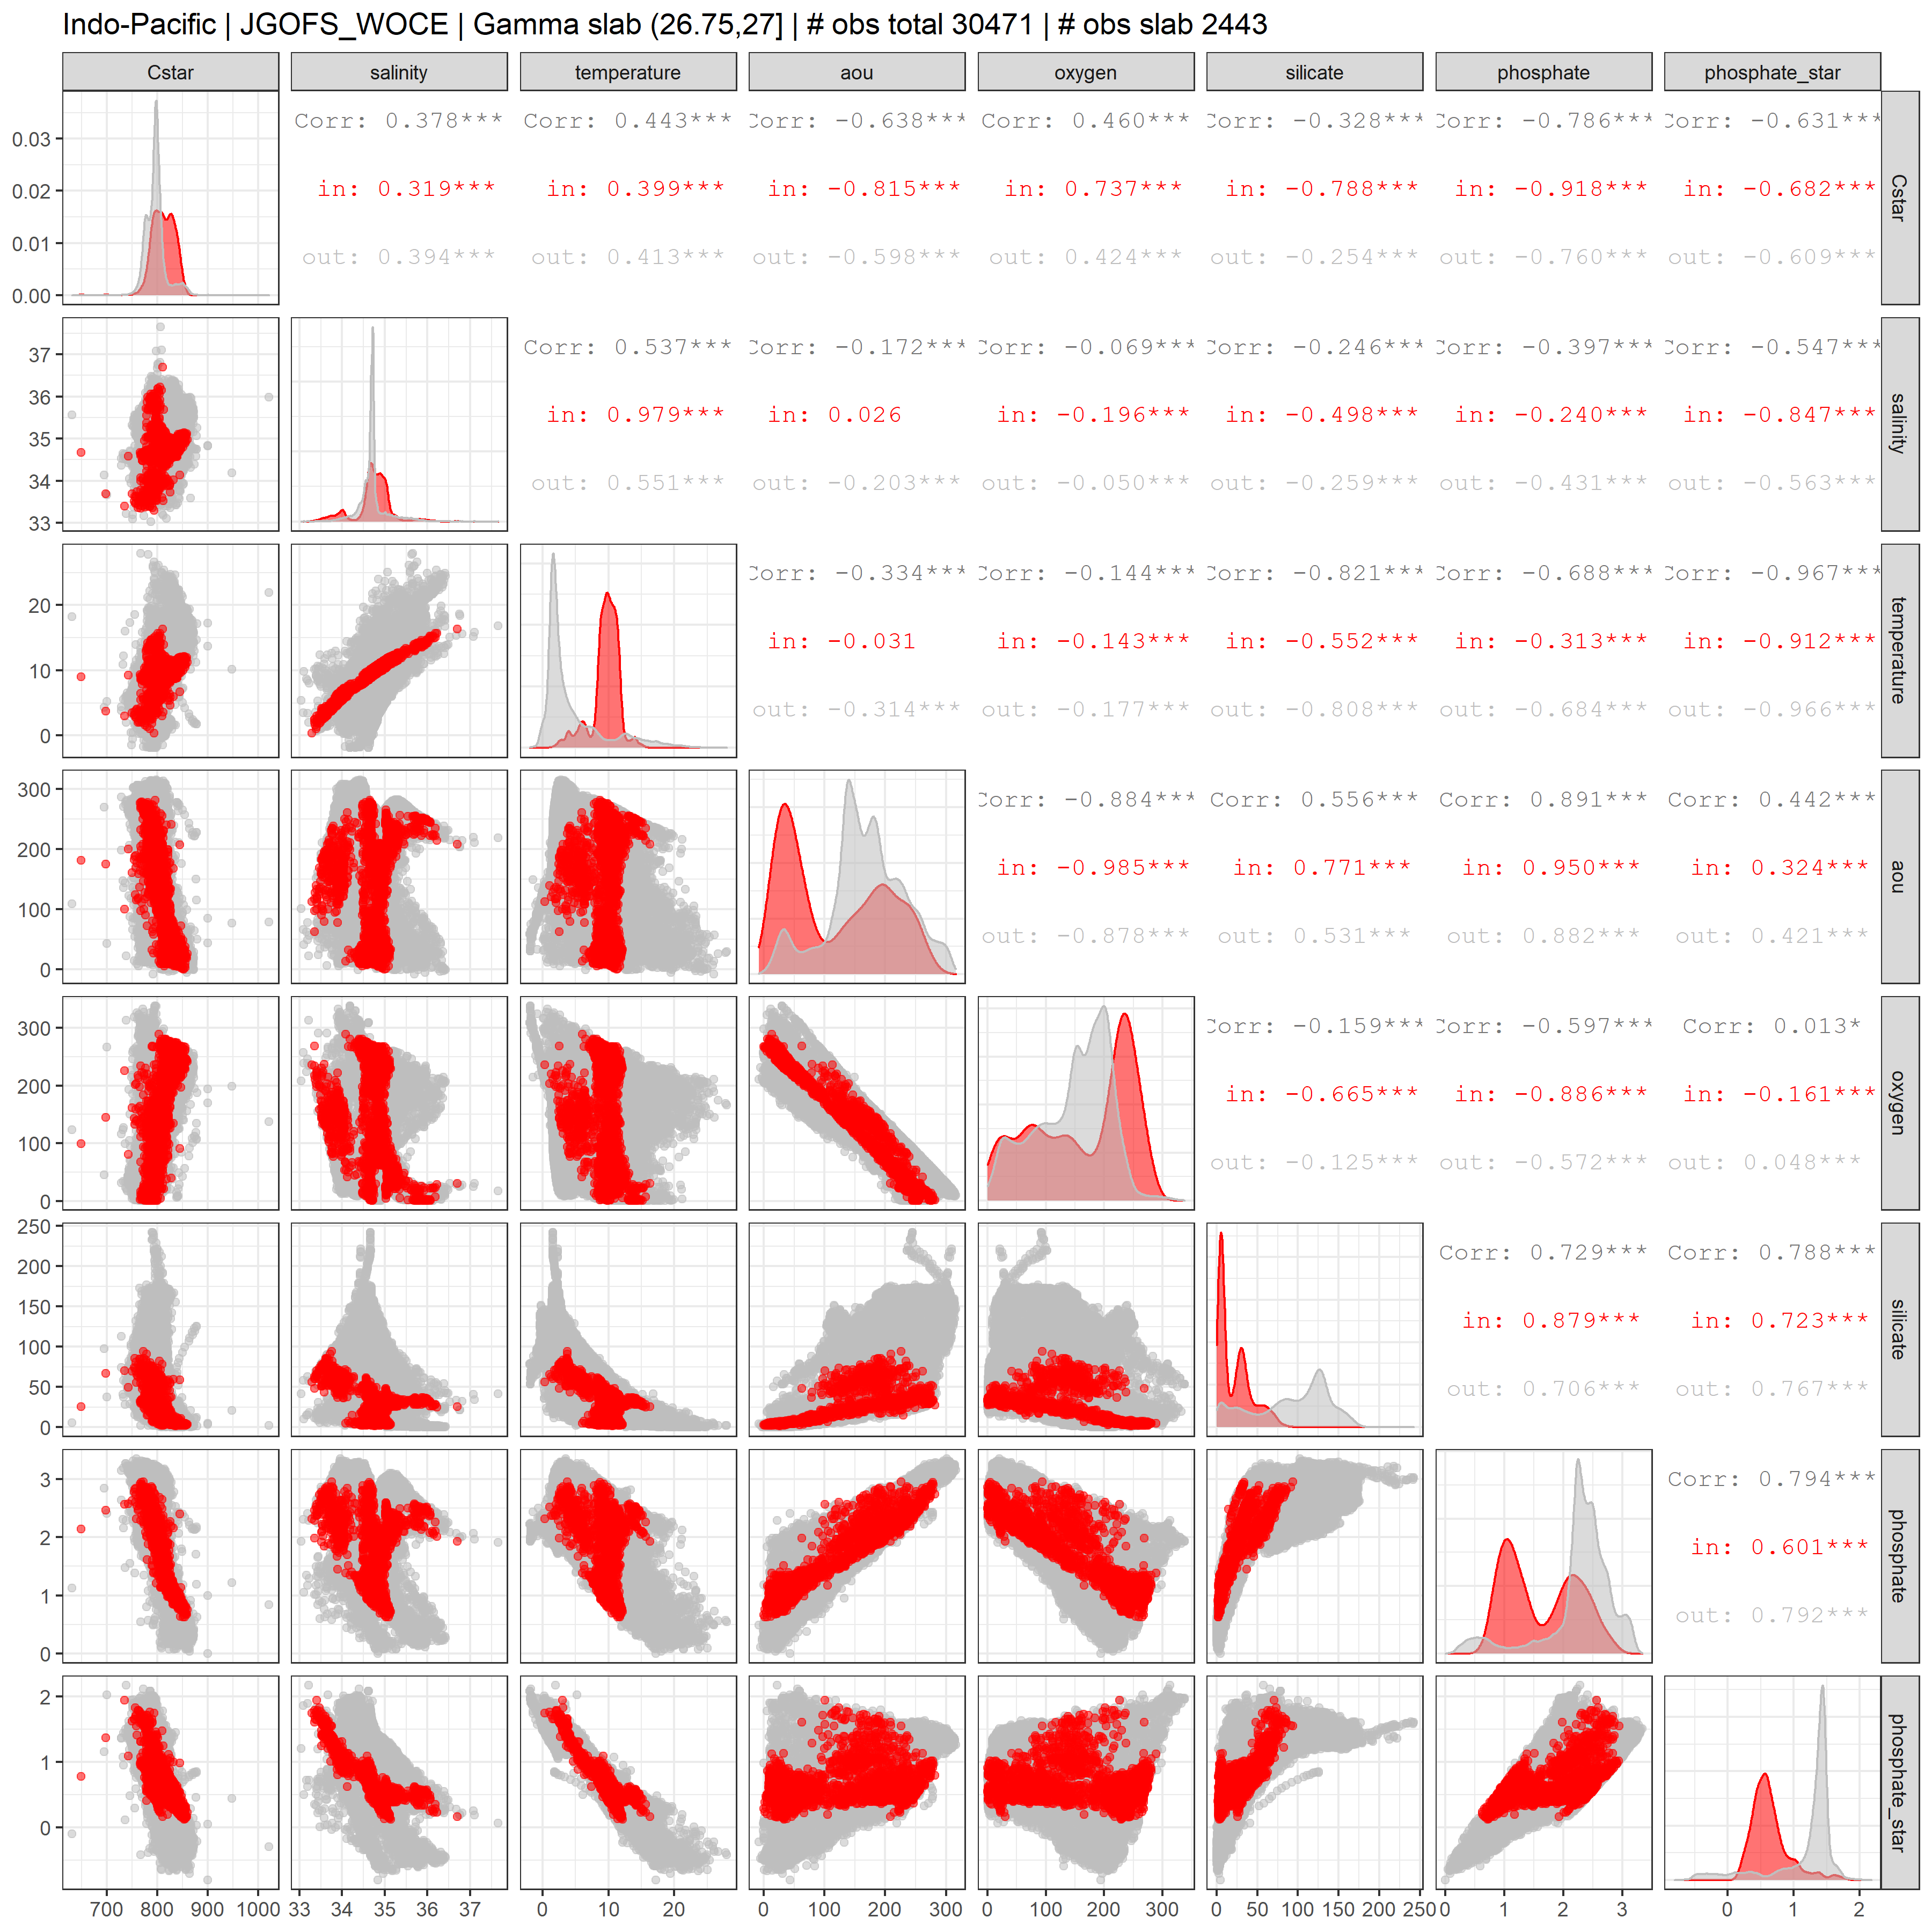 Indo-Pacific | JGOFS_WOCE | Gamma slab (26.75,27] | # obs total 30471 | # obs slab 2443
Cstar salinity temperature aou oxygen silicate phosphate phosphate_star
Corr: 0.378*** Corr: 0.443*** Corr: -0.638*** Corr: 0.460*** Corr: -0.328*** Corr: -0.786*** Corr: -0.631***
in: 0.319*** in: 0.399*** in: -0.815*** in: 0.737*** in: -0.788*** in: -0.918*** in: -0.682***
out: 0.394*** out: 0.413*** out: -0.598*** out: 0.424*** out: -0.254*** out: -0.760*** out: -0.609***
0.03
0.02
0.01
0.00
Cstar
Corr: 0.537*** Corr: -0.172*** Corr: -0.069*** Corr: -0.246*** Corr: -0.397*** Corr: -0.547***
in: 0.979*** in: 0.026 in: -0.196*** in: -0.498*** in: -0.240*** in: -0.847***
out: 0.551*** out: -0.203*** out: -0.050*** out: -0.259*** out: -0.431*** out: -0.563***
37
36
35
34
33
salinity
Corr: -0.334*** Corr: -0.144*** Corr: -0.821*** Corr: -0.688*** Corr: -0.967***
in: -0.031 in: -0.143*** in: -0.552*** in: -0.313*** in: -0.912***
out: -0.314*** out: -0.177*** out: -0.808*** out: -0.684*** out: -0.966***
20
10
0
temperature
Corr: -0.884*** Corr: 0.556*** Corr: 0.891*** Corr: 0.442***
in: -0.985*** in: 0.771*** in: 0.950*** in: 0.324***
out: -0.878*** out: 0.531*** out: 0.882*** out: 0.421***
300
200
100
0
aou
Corr: -0.159*** Corr: -0.597*** Corr: 0.013*
in: -0.665*** in: -0.886*** in: -0.161***
out: -0.125*** out: -0.572*** out: 0.048***
300
200
100
0
oxygen
Corr: 0.729*** Corr: 0.788***
in: 0.879*** in: 0.723***
out: 0.706*** out: 0.767***
250
200
150
100
50
0
silicate
Corr: 0.794***
in: 0.601***
out: 0.792***
3
2
1
0
phosphate
2
1
0
phosphate_star
700 800 900 1000 33 34 35 36 37 0 10 20 0 100 200 300 0 100 200 300 0 50 100 150 200 250 0 1 2 3 0 1 2